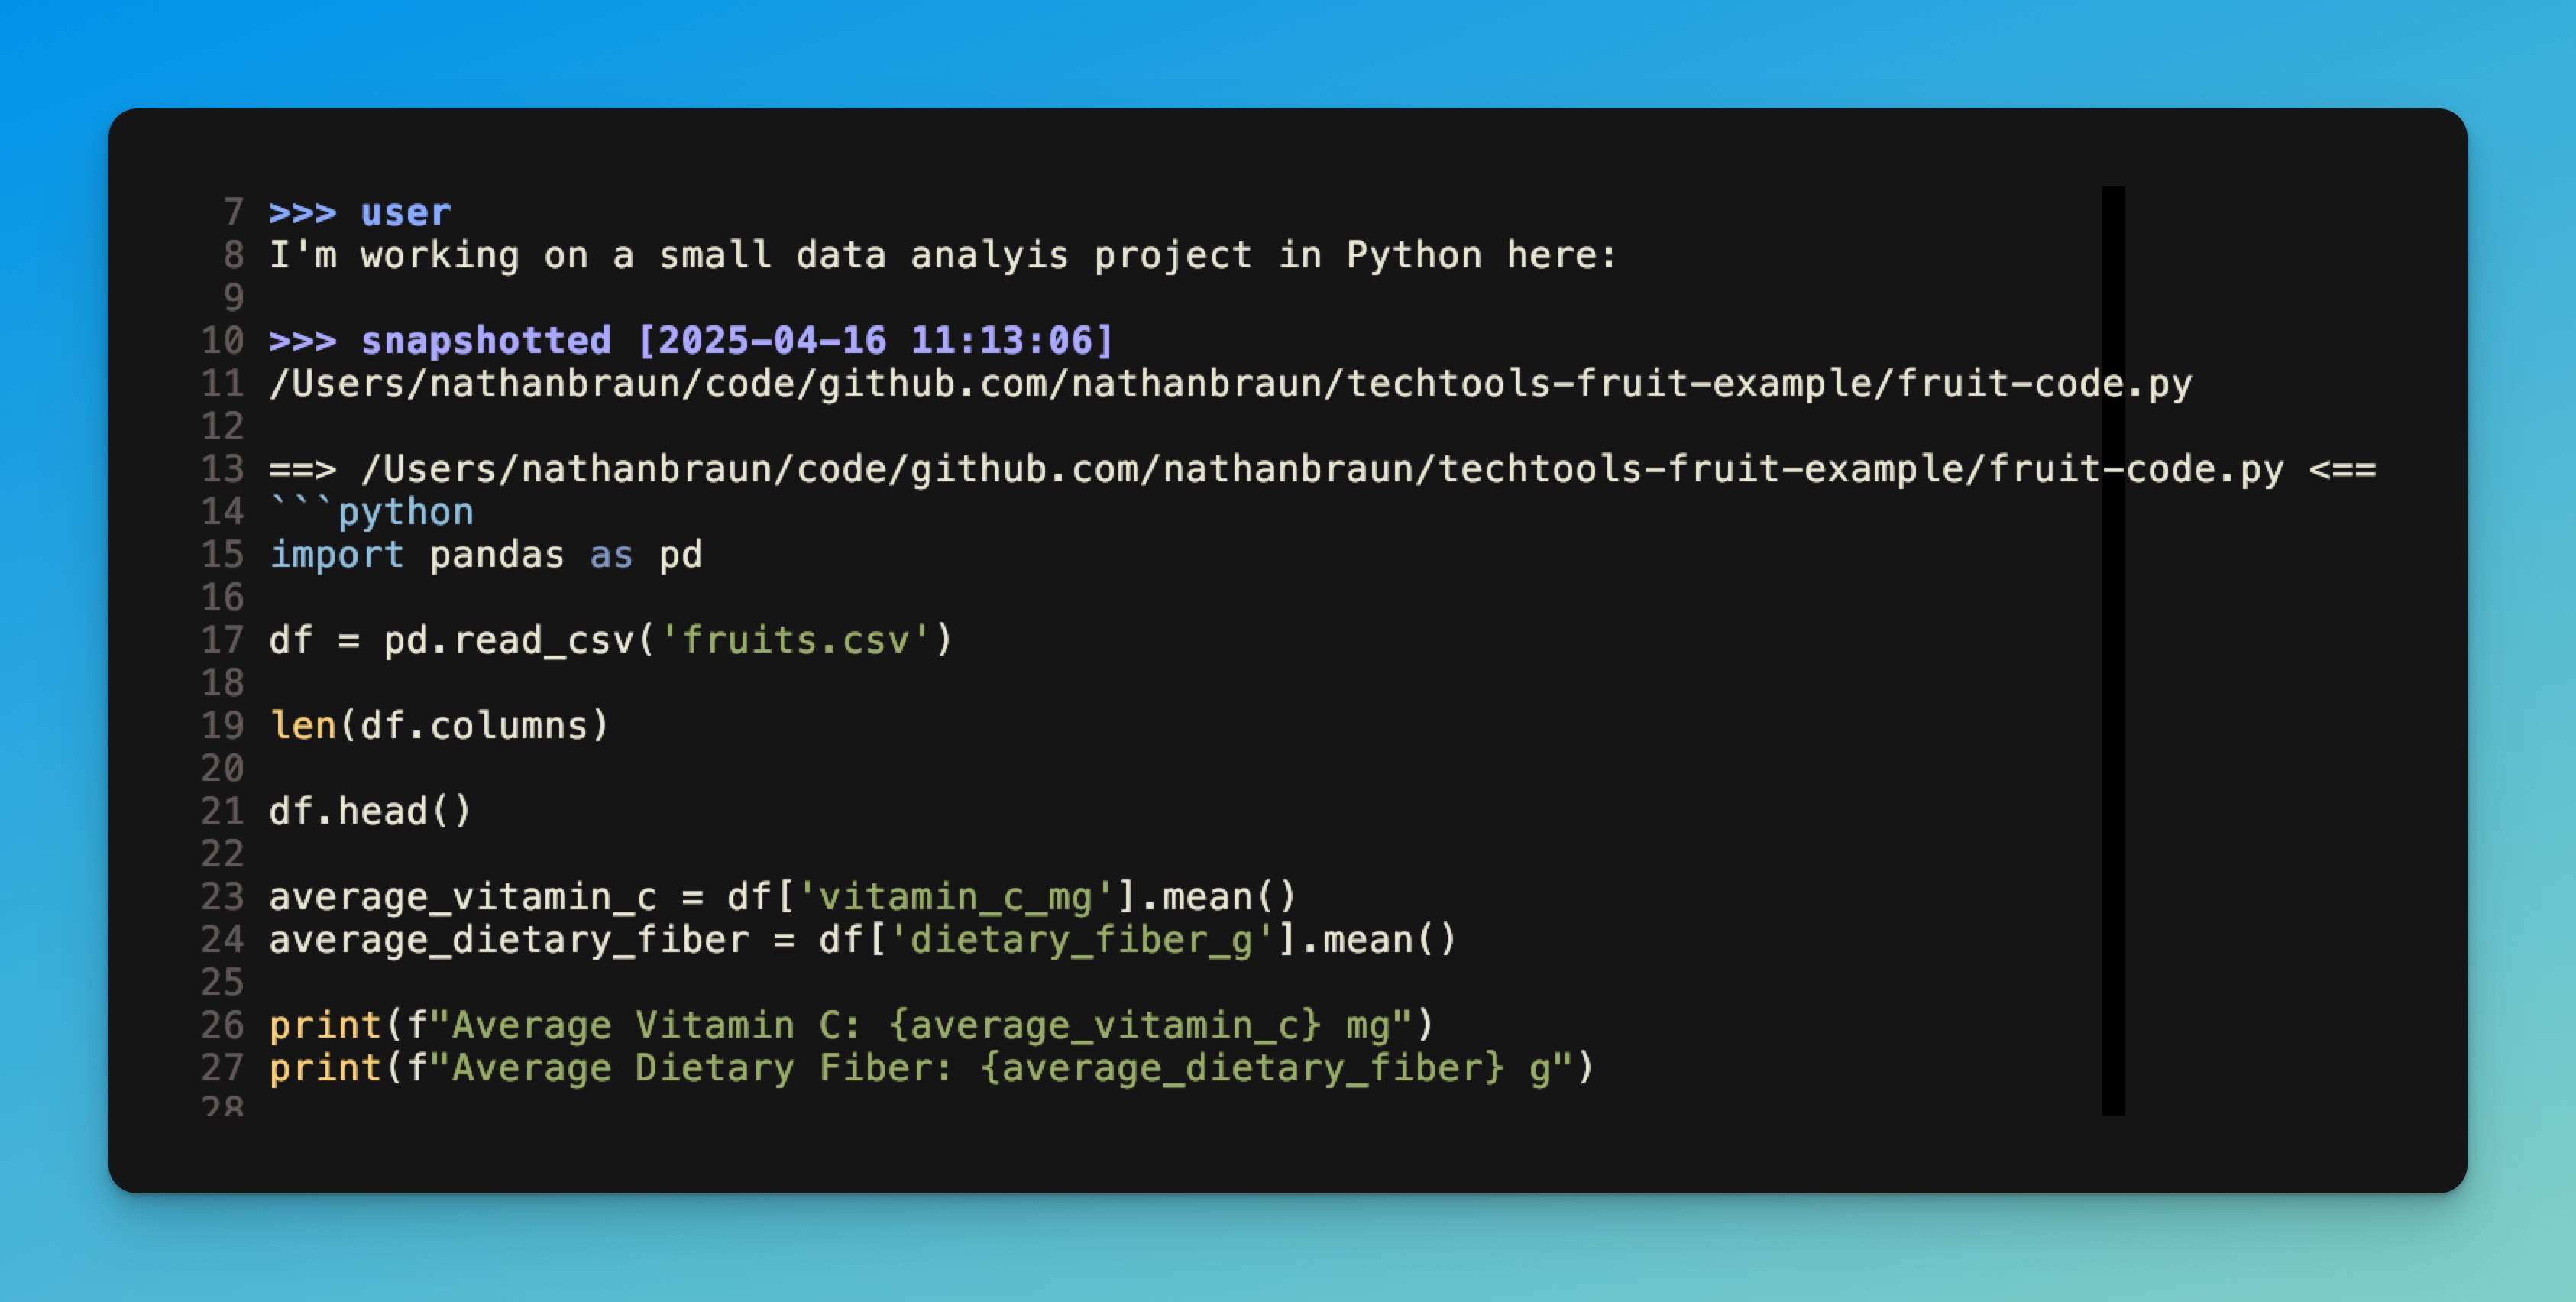 7 >>> user
8 I'm working on a small data analyis project in Python here:
9
10 >>> snapshotted [2025-04-16 11:13:06]
11 /Users/nathanbraun/code/github.com/nathanbraun/techtools-fruit-example/fruit-code.py
12
13 ==> /Users/nathanbraun/code/github.com/nathanbraun/techtools-fruit-example/fruit-code.py <==
14 ```python
15 import pandas as pd
16
17 df = pd.read_csv('fruits.csv')
18
19 len(df.columns)
20
21 df.head()
22
23 average_vitamin_c = df['vitamin_c_mg'].mean()
24 average_dietary_fiber = df['dietary_fiber_g'].mean()
25
26 print(f"Average Vitamin C: {average_vitamin_c} mg")
27 print(f"Average Dietary Fiber: {average_dietary_fiber} g")
28